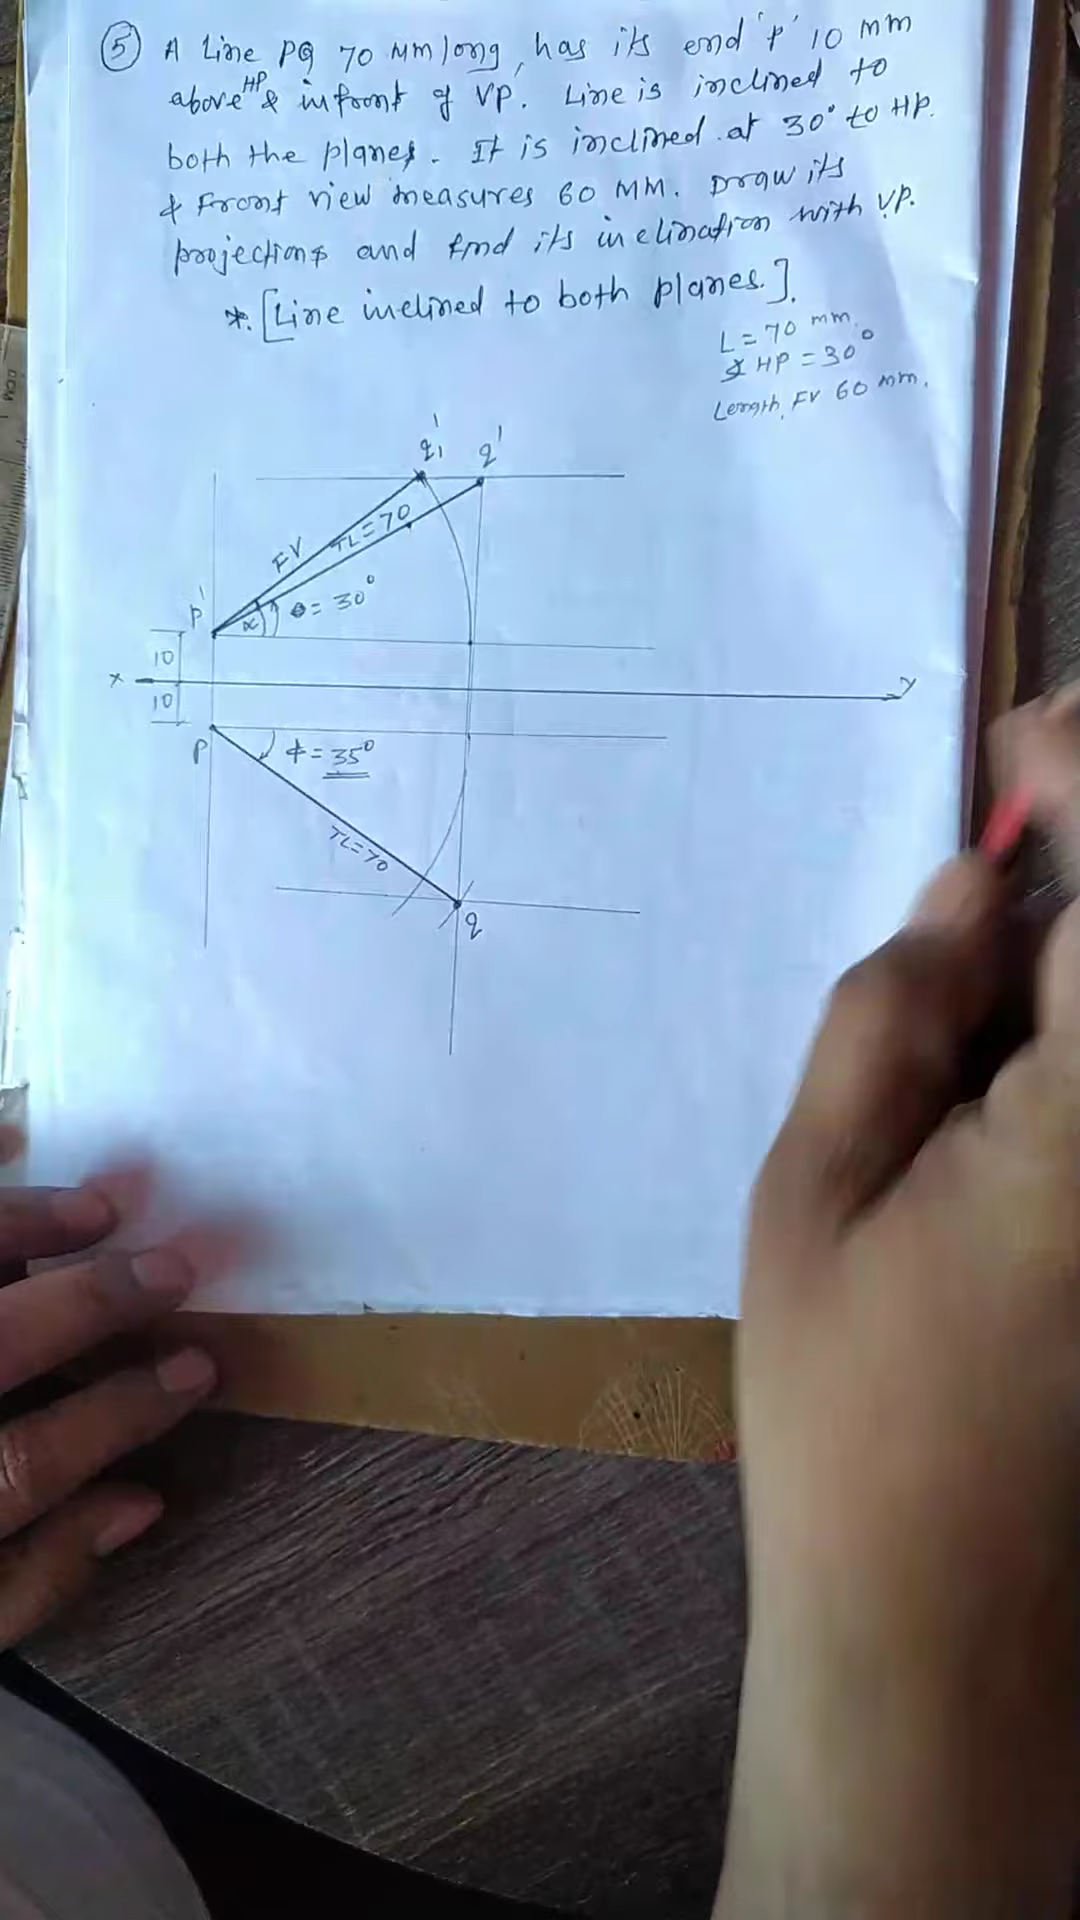 ⑤ A Line PQ 70 MM long, has its end 'P' 10 mm
above HP & infront of VP. Line is inclined to
both the planes. It is inclined at 30° to HP.
& Front view measures 60 MM. Draw its
projections and find its inclination with VP.
*. [Line inclined to both planes.].
L = 70 mm.
∠ HP = 30°
Length, FV 60 mm.
q1' q'
FV TL = 70
p' α θ = 30°
10
x y
10
P ϕ = 35°
TL = 70
q
DCM